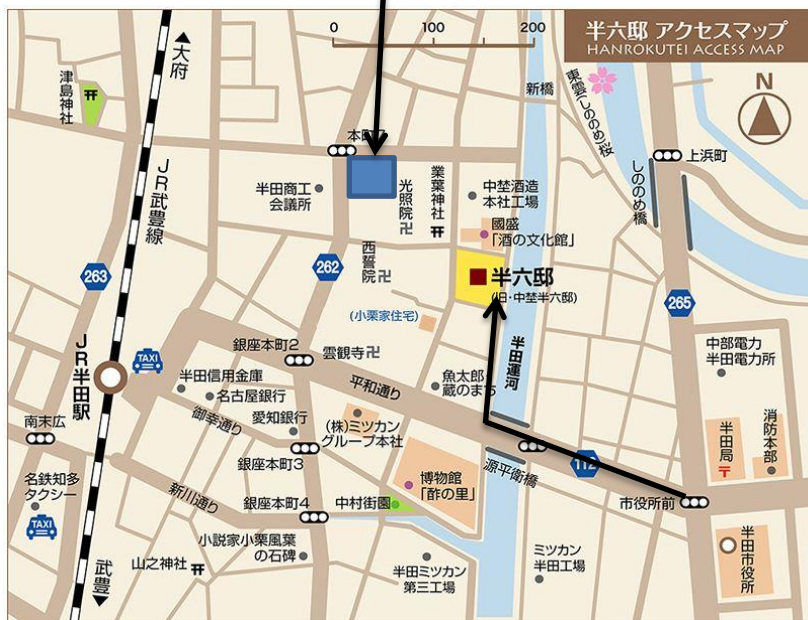 半六邸 アクセスマップ
HANROKUTEI ACCESS MAP
0
100
200
N
大府
津島神社
JR武豊線
263
JR半田駅
TAXI
南末広
名鉄知多
タクシー
TAXI
武豊
本町
半田商工
会議所
262
光照院
西誓院
業葉神社
中埜酒造
本社工場
國盛
「酒の文化館」
半六邸
(旧・中埜半六邸)
(小栗家住宅)
新橋
東雲(しののめ)桜
しののめ橋
上浜町
265
半田運河
銀座本町2
雲観寺
平和通り
魚太郎
蔵のまち
半田信用金庫
名古屋銀行
愛知銀行
御幸通り
(株)ミツカン
グループ本社
銀座本町3
新川通り
銀座本町4
中村街園
博物館
「酢の里」
源平衛橋
112
市役所前
中部電力
半田電力所
半田局
消防本部
半田市役所
山之神社
小説家小栗風葉
の石碑
半田ミツカン
第三工場
ミツカン
半田工場